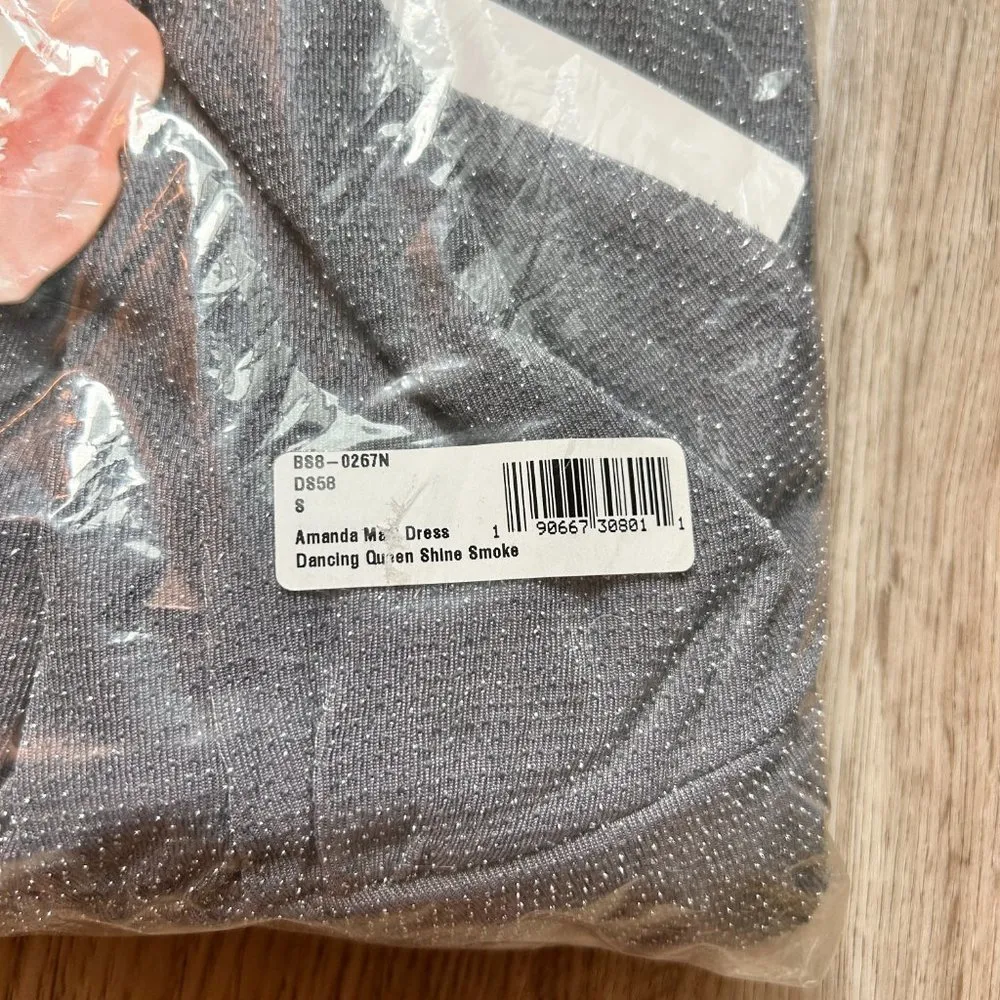 BS8-0267N
DS58
S
Amanda Dress
Dancing Queen Shine Smoke
1 90667 30801 1